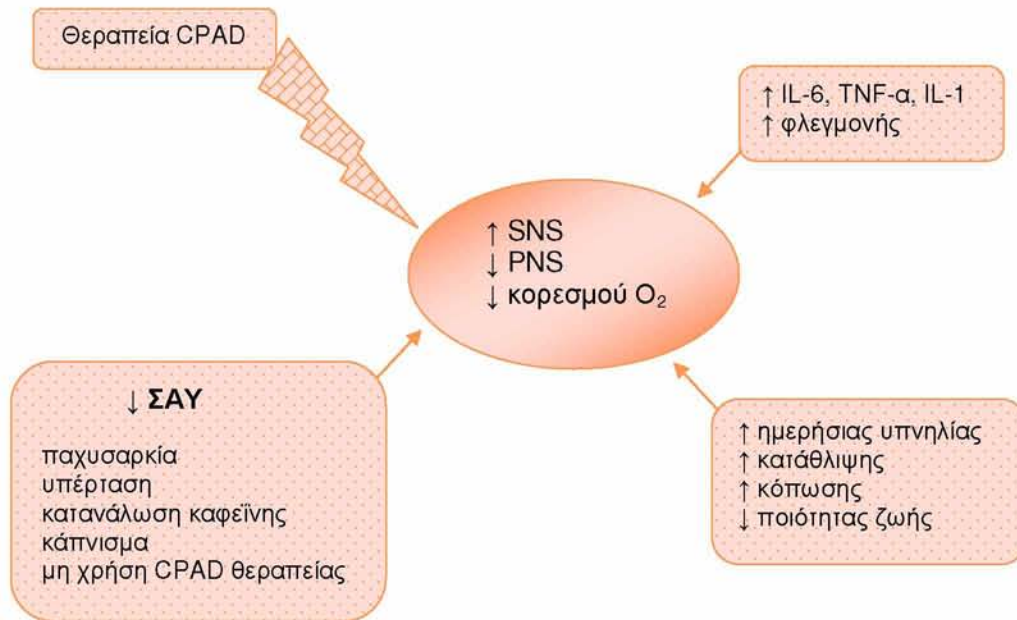 Θεραπεία CPAD
↑ IL-6, TNF-α, IL-1
↑ φλεγμονής
↑ SNS
↓ PNS
↓ κορεσμού O₂
↓ ΣΑΥ
παχυσαρκία
υπέρταση
κατανάλωση καφεΐνης
κάπνισμα
μη χρήση CPAD θεραπείας
↑ ημερήσιας υπνηλίας
↑ κατάθλιψης
↑ κόπωσης
↓ ποιότητας ζωής